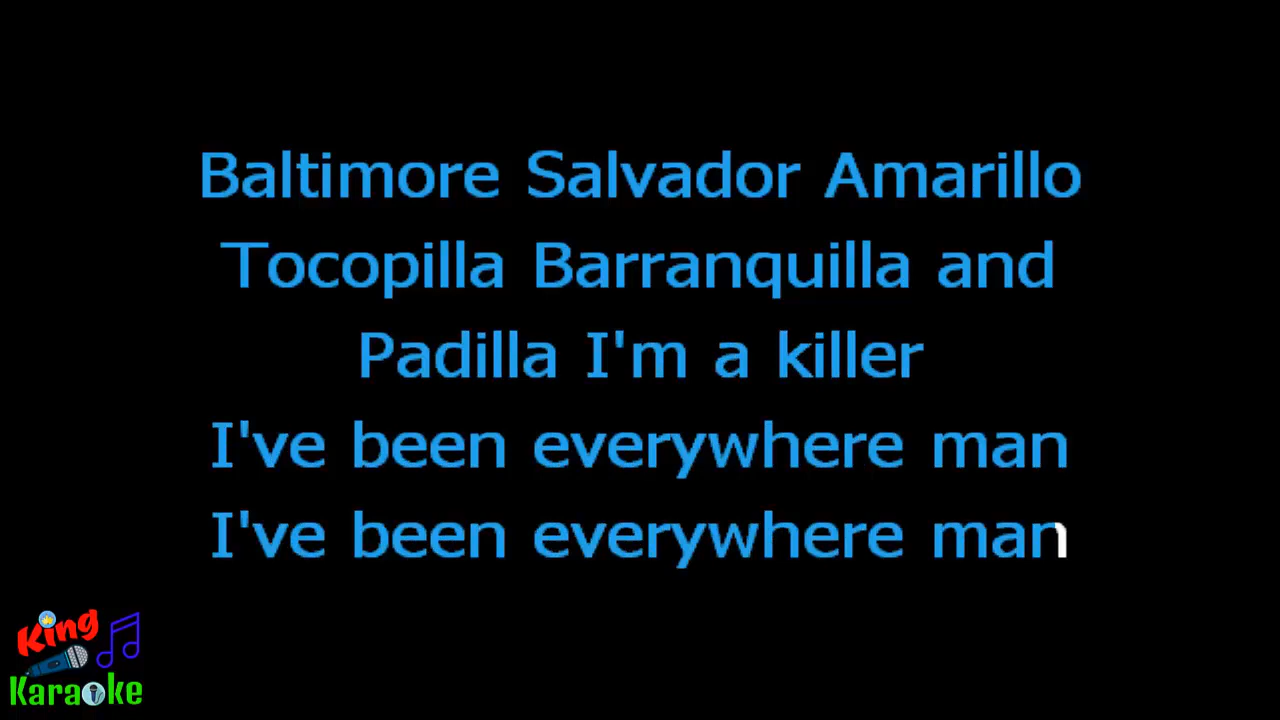 Baltimore Salvador Amarillo
Tocopilla Barranquilla and
Padilla I'm a killer
I've been everywhere man
I've been everywhere man
King
Karaoke